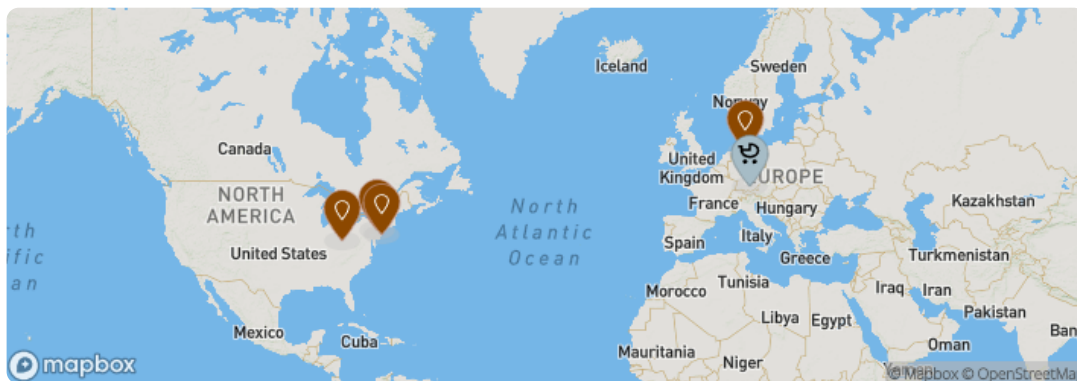 Iceland
Sweden
Norway
Canada
United
Kingdom
NORTH
AMERICA
France
Hungary
Kazakhstan
North
Atlantic
Ocean
United States
Spain
Italy
Greece
Turkmenistan
Morocco
Tunisia
Iraq
Iran
Libya
Egypt
Pakistan
Mexico
Cuba
Mauritania
Niger
Oman
mapbox
© Mapbox © OpenStreetMa